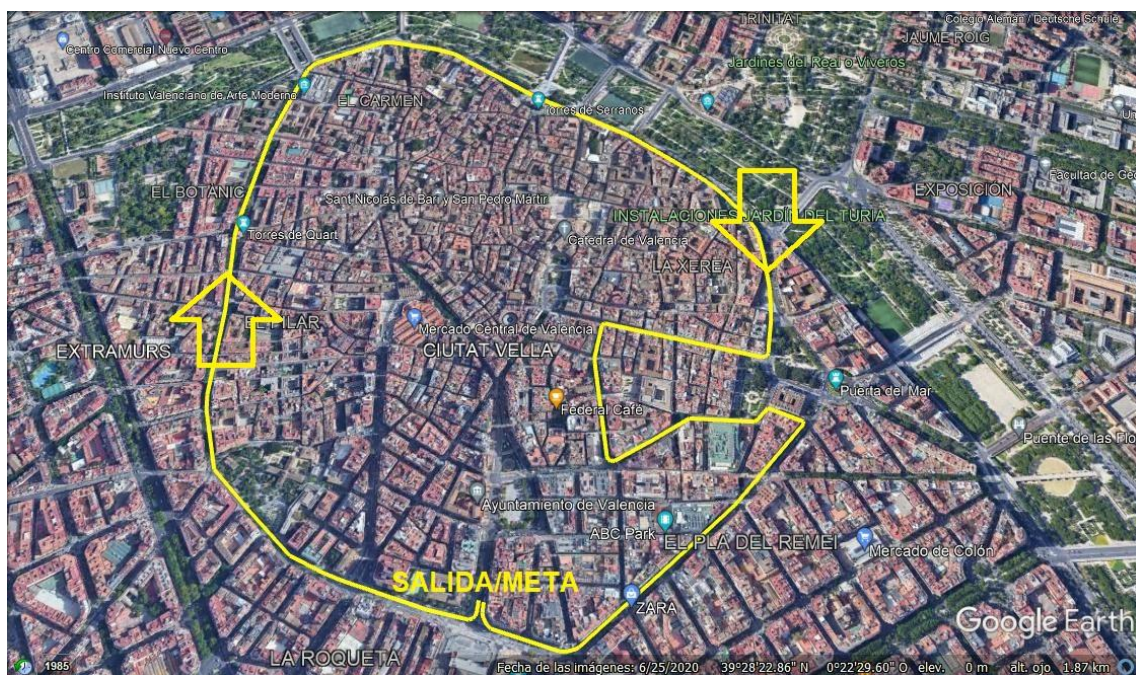 TRINITAT
Colegio Alemán / Deutsche Schule
Centro Comercial Nuevo Centro
JAUME ROIG
Jardines del Real o Viveros
Instituto Valenciano de Arte Moderno
EL CARMEN
Torres de Serranos
Facultad de Geo
EL BOTANIC
EXPOSICION
Sant Nicolás de Bari y San Pedro Mártir
INSTALACIONES JARDÍN DEL TURIA
Torres de Quart
Catedral de Valencia
LA XEREA
EL PILAR
Mercado Central de Valencia
EXTRAMURS
CIUTAT VELLA
Puerta del Mar
Federal Café
Puente de las Flo
Ayuntamiento de Valencia
ABC Park
EL PLA DEL REMEI
Mercado de Colón
SALIDA/META
ZARA
Google Earth
LA ROQUETA
1985
Fecha de las imágenes: 6/25/2020 39°28'22.86" N 0°22'29.60" O elev. 0 m alt. ojo 1.87 km